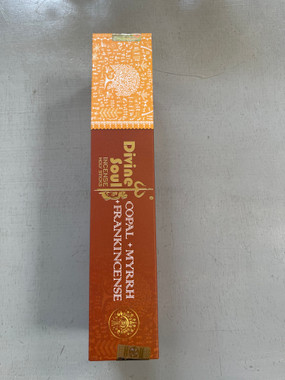 Divine
Soul
INCENSE
COPAL + MYRRH
+ FRANKINCENSE